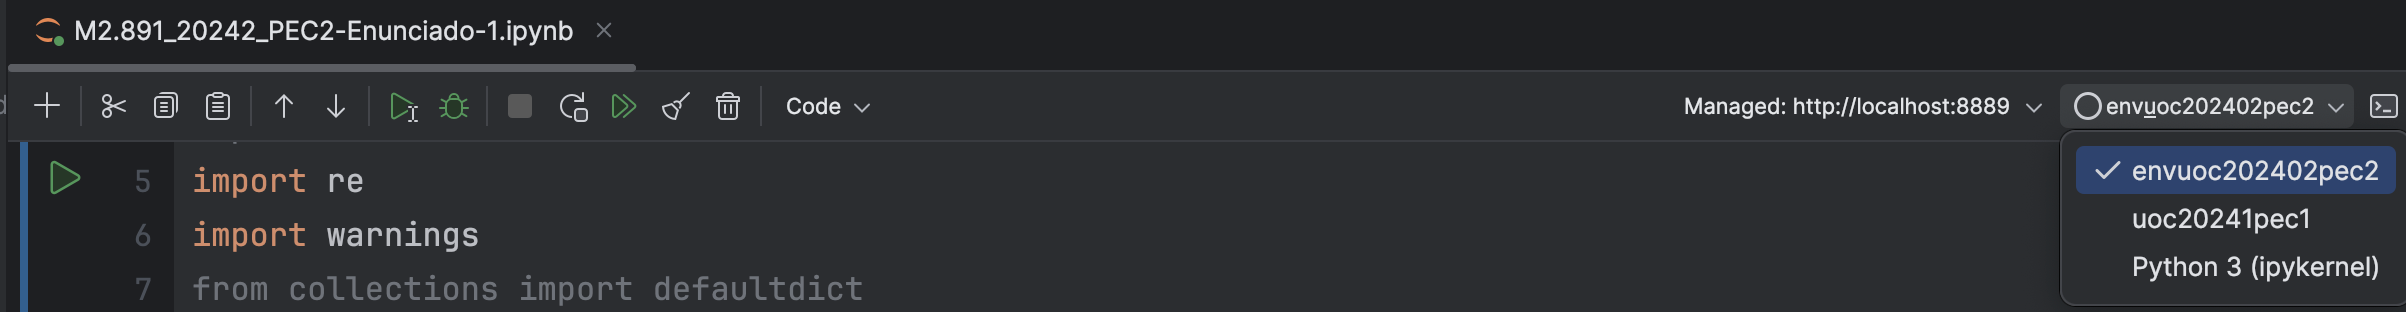 M2.891_20242_PEC2-Enunciado-1.ipynb
Code
Managed: http://localhost:8889
envuoc202402pec2
envuoc202402pec2
uoc20241pec1
Python 3 (ipykernel)
5 import re
6 import warnings
7 from collections import defaultdict